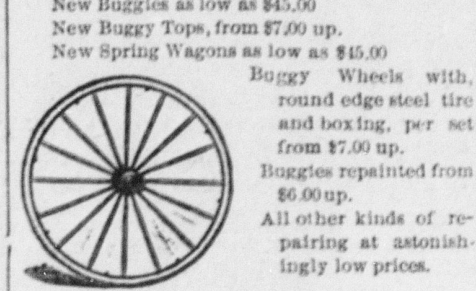 New Buggies as low as $45.00
New Buggy Tops, from $7.00 up.
New Spring Wagons as low as $45.00
Buggy Wheels with,
round edge steel tire
and boxing, per set
from $7.00 up.
Buggies repainted from
$6.00 up.
All other kinds of re-
pairing at astonish-
ingly low prices.